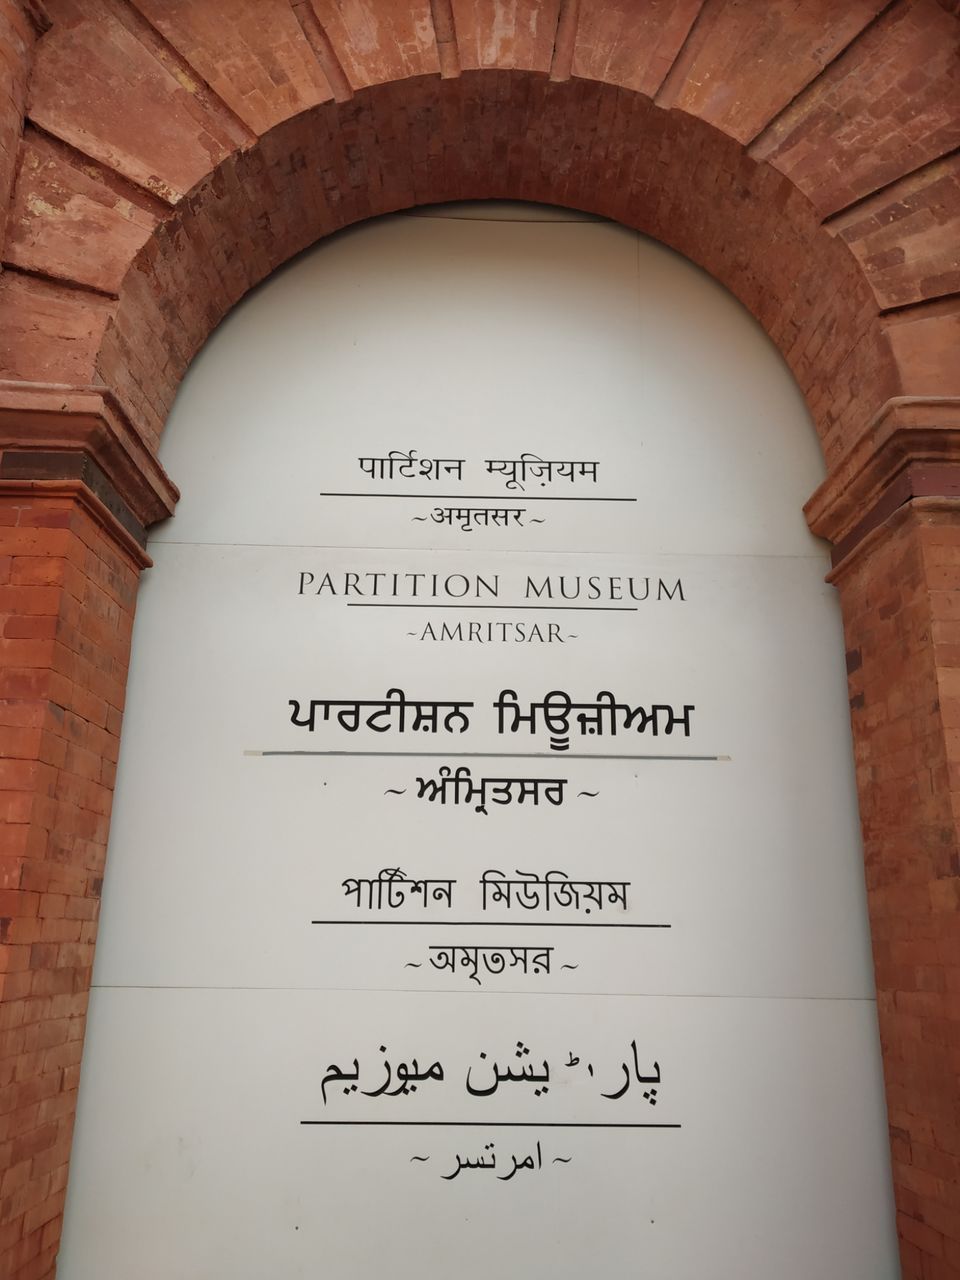 पार्टिशन म्यूज़ियम
~अमृतसर~
PARTITION MUSEUM
~AMRITSAR~
ਪਾਰਟੀਸ਼ਨ ਮਿਊਜ਼ੀਅਮ
~ ਅੰਮ੍ਰਿਤਸਰ ~
পার্টিশন মিউজিয়ম
~অমৃতসর~
پارٹیشن میوزیم
~ امرتسر ~